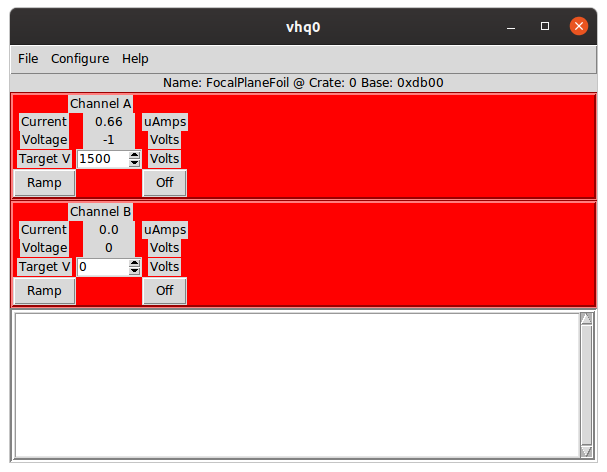 vhq0
File Configure Help
Name: FocalPlaneFoil @ Crate: 0 Base: 0xdb00
Channel A
Current 0.66 uAmps
Voltage -1 Volts
Target V 1500 Volts
Ramp Off
Channel B
Current 0.0 uAmps
Voltage 0 Volts
Target V 0 Volts
Ramp Off